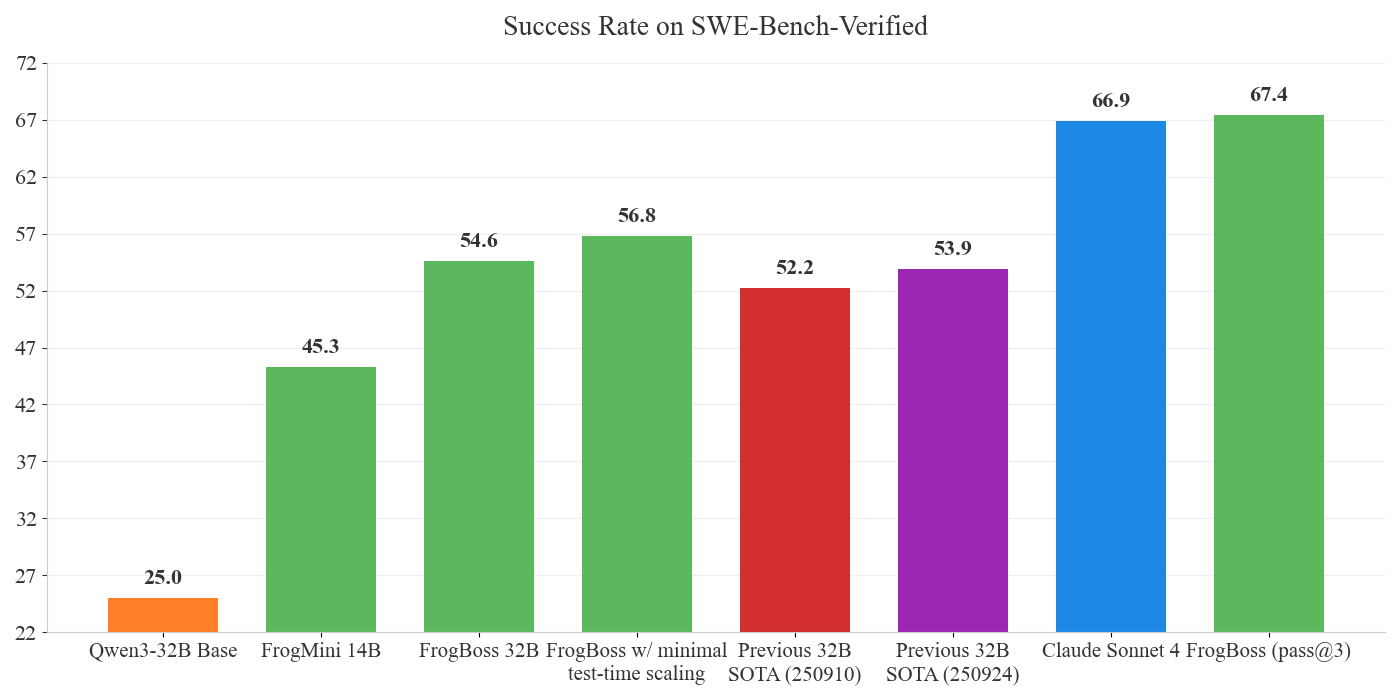 Success Rate on SWE-Bench-Verified
72
67
62
57
52
47
42
37
32
27
22
25.0
45.3
54.6
56.8
52.2
53.9
66.9
67.4
Qwen3-32B Base
FrogMini 14B
FrogBoss 32B
FrogBoss w/ minimal
test-time scaling
Previous 32B
SOTA (250910)
Previous 32B
SOTA (250924)
Claude Sonnet 4
FrogBoss (pass@3)